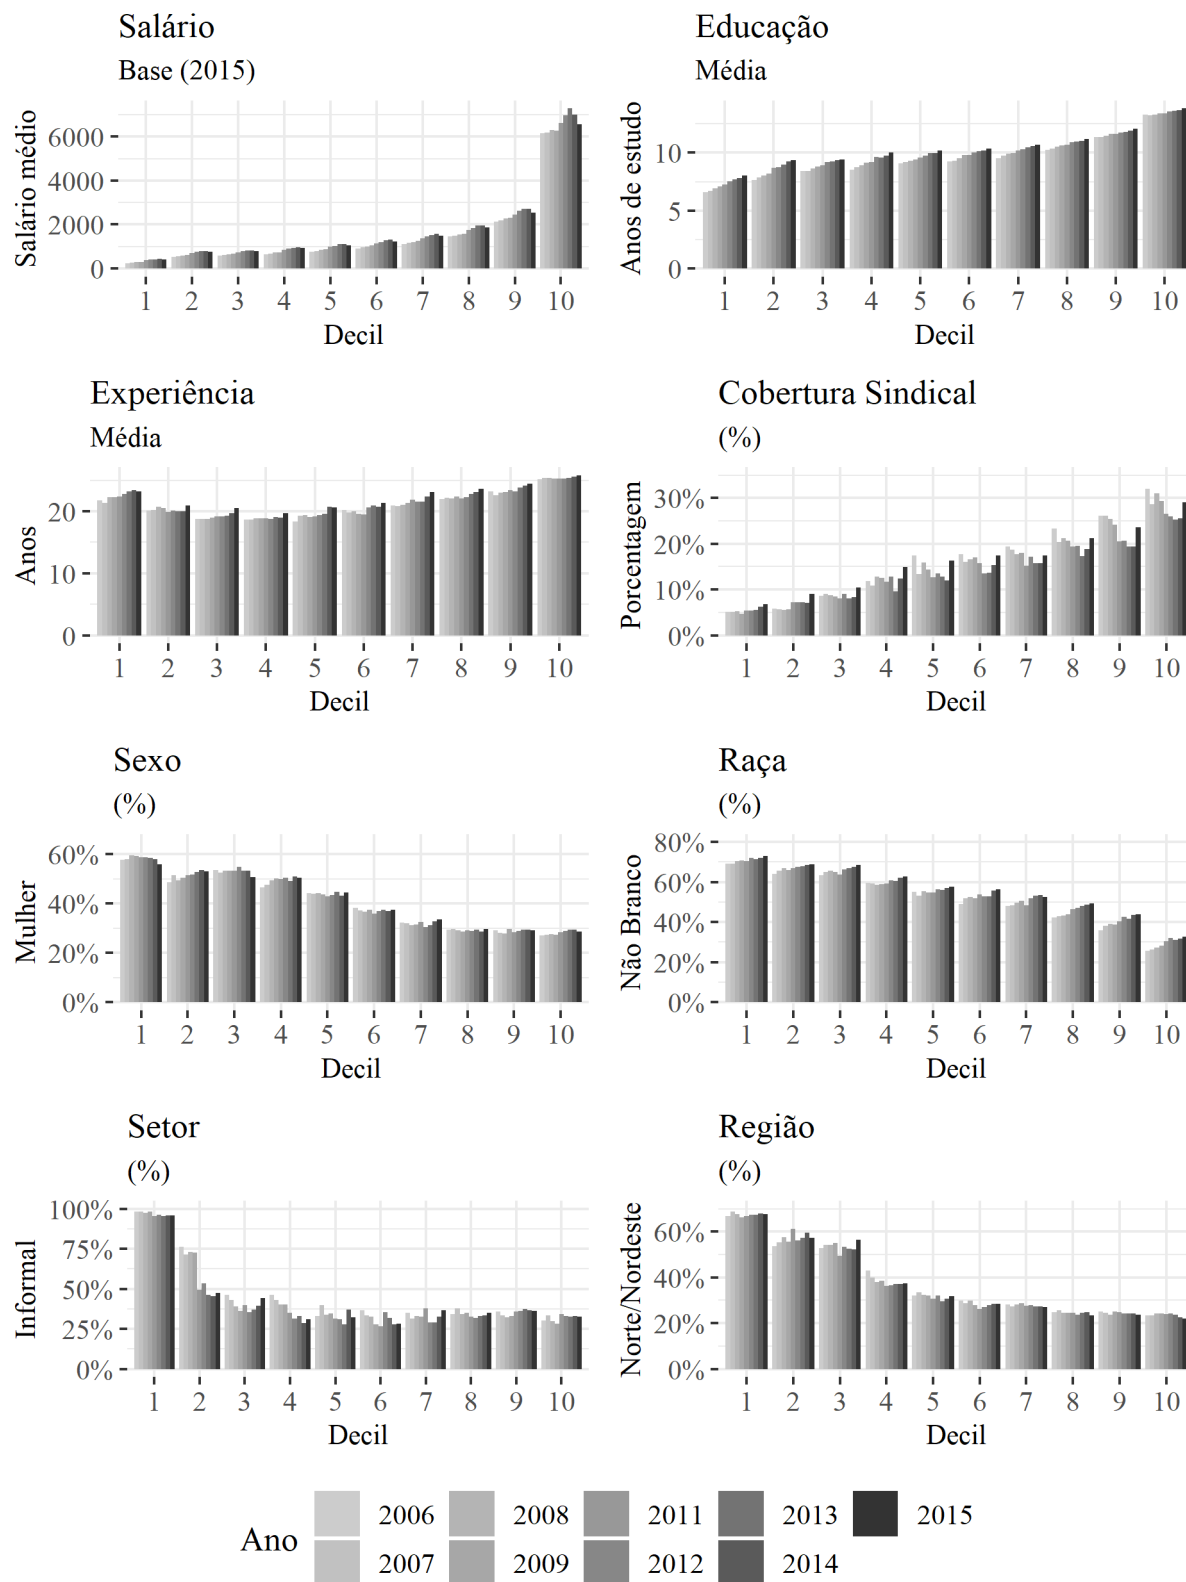 Salário
Base (2015)
Salário médio
6000
4000
2000
0
1 2 3 4 5 6 7 8 9 10
Decil
Educação
Média
Anos de estudo
10
5
0
1 2 3 4 5 6 7 8 9 10
Decil
Experiência
Média
Anos
20
10
0
1 2 3 4 5 6 7 8 9 10
Decil
Cobertura Sindical
(%)
Porcentagem
30%
20%
10%
0%
1 2 3 4 5 6 7 8 9 10
Decil
Sexo
(%)
Mulher
60%
40%
20%
0%
1 2 3 4 5 6 7 8 9 10
Decil
Raça
(%)
Não Branco
80%
60%
40%
20%
0%
1 2 3 4 5 6 7 8 9 10
Decil
Setor
(%)
Informal
100%
75%
50%
25%
0%
1 2 3 4 5 6 7 8 9 10
Decil
Região
(%)
Norte/Nordeste
60%
40%
20%
0%
1 2 3 4 5 6 7 8 9 10
Decil
Ano
2006 2008 2011 2013 2015
2007 2009 2012 2014